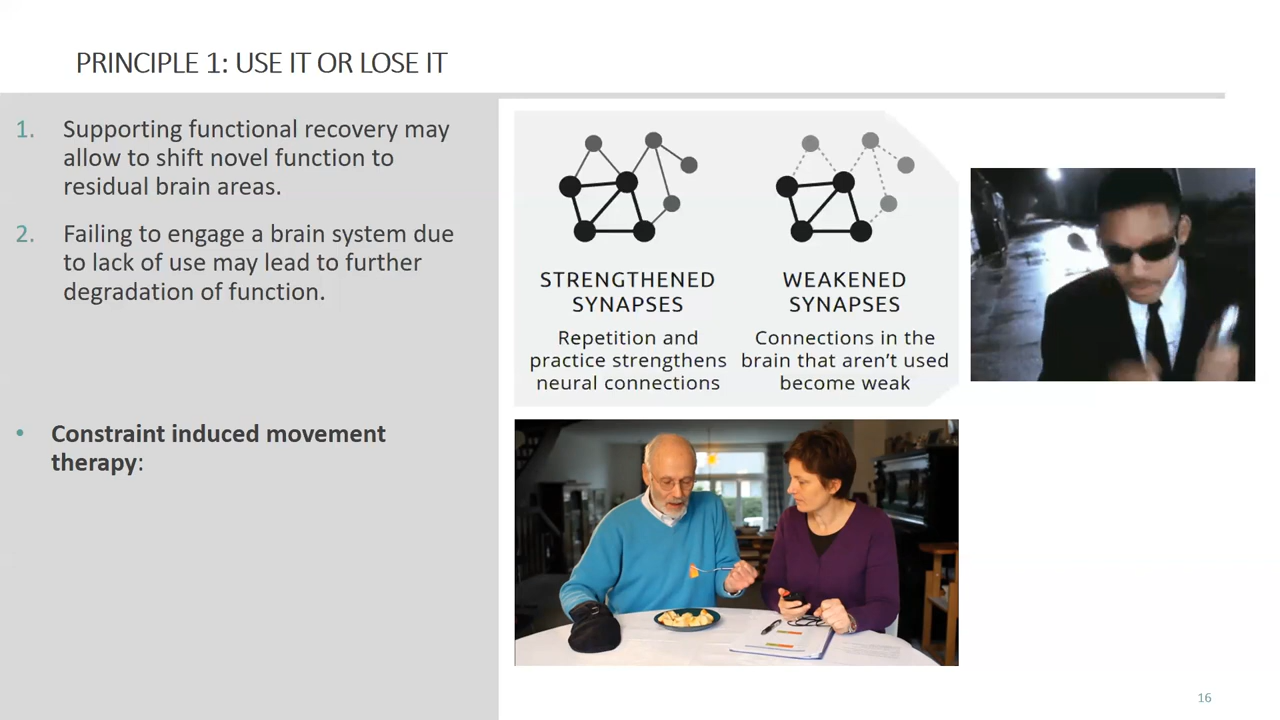 PRINCIPLE 1: USE IT OR LOSE IT
1. Supporting functional recovery may
allow to shift novel function to
residual brain areas.
2. Failing to engage a brain system due
to lack of use may lead to further
degradation of function.
• Constraint induced movement
therapy:
STRENGTHENED
SYNAPSES
Repetition and
practice strengthens
neural connections
WEAKENED
SYNAPSES
Connections in the
brain that aren't used
become weak
16